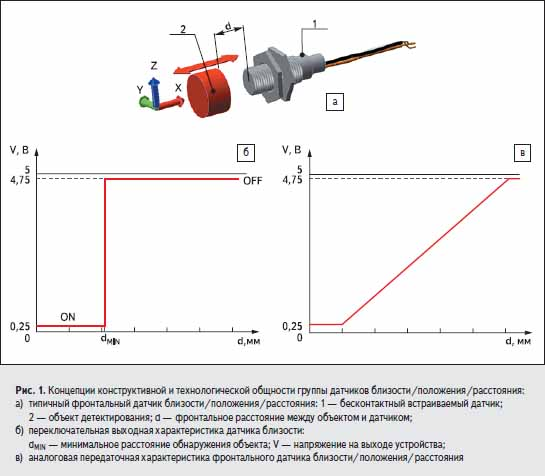 2
d
1
Z
Y
X
а
V, В
б
5
4,75
OFF
ON
0,25
0
dMIN
d, мм
V, В
в
5
4,75
0,25
0
d, мм
Рис. 1. Концепции конструктивной и технологической общности группы датчиков близости/положения/расстояния:
а) типичный фронтальный датчик близости/положения/расстояния: 1 — бесконтактный встраиваемый датчик;
2 — объект детектирования; d — фронтальное расстояние между объектом и датчиком;
б) переключательная выходная характеристика датчика близости:
dMIN — минимальное расстояние обнаружения объекта; V — напряжение на выходе устройства;
в) аналоговая передаточная характеристика фронтального датчика близости/положения/расстояния